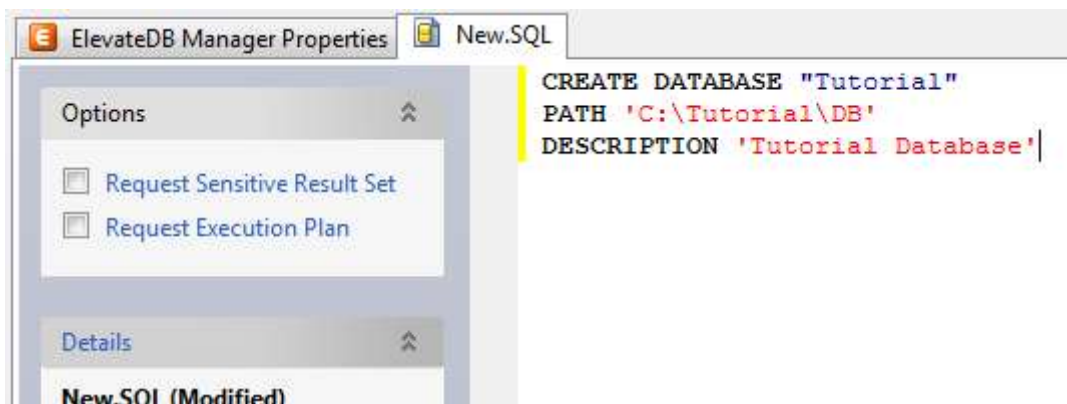 ElevateDB Manager Properties
New.SQL
Options
Request Sensitive Result Set
Request Execution Plan
Details
New.SQL (Modified)
CREATE DATABASE "Tutorial"
PATH 'C:\Tutorial\DB'
DESCRIPTION 'Tutorial Database'